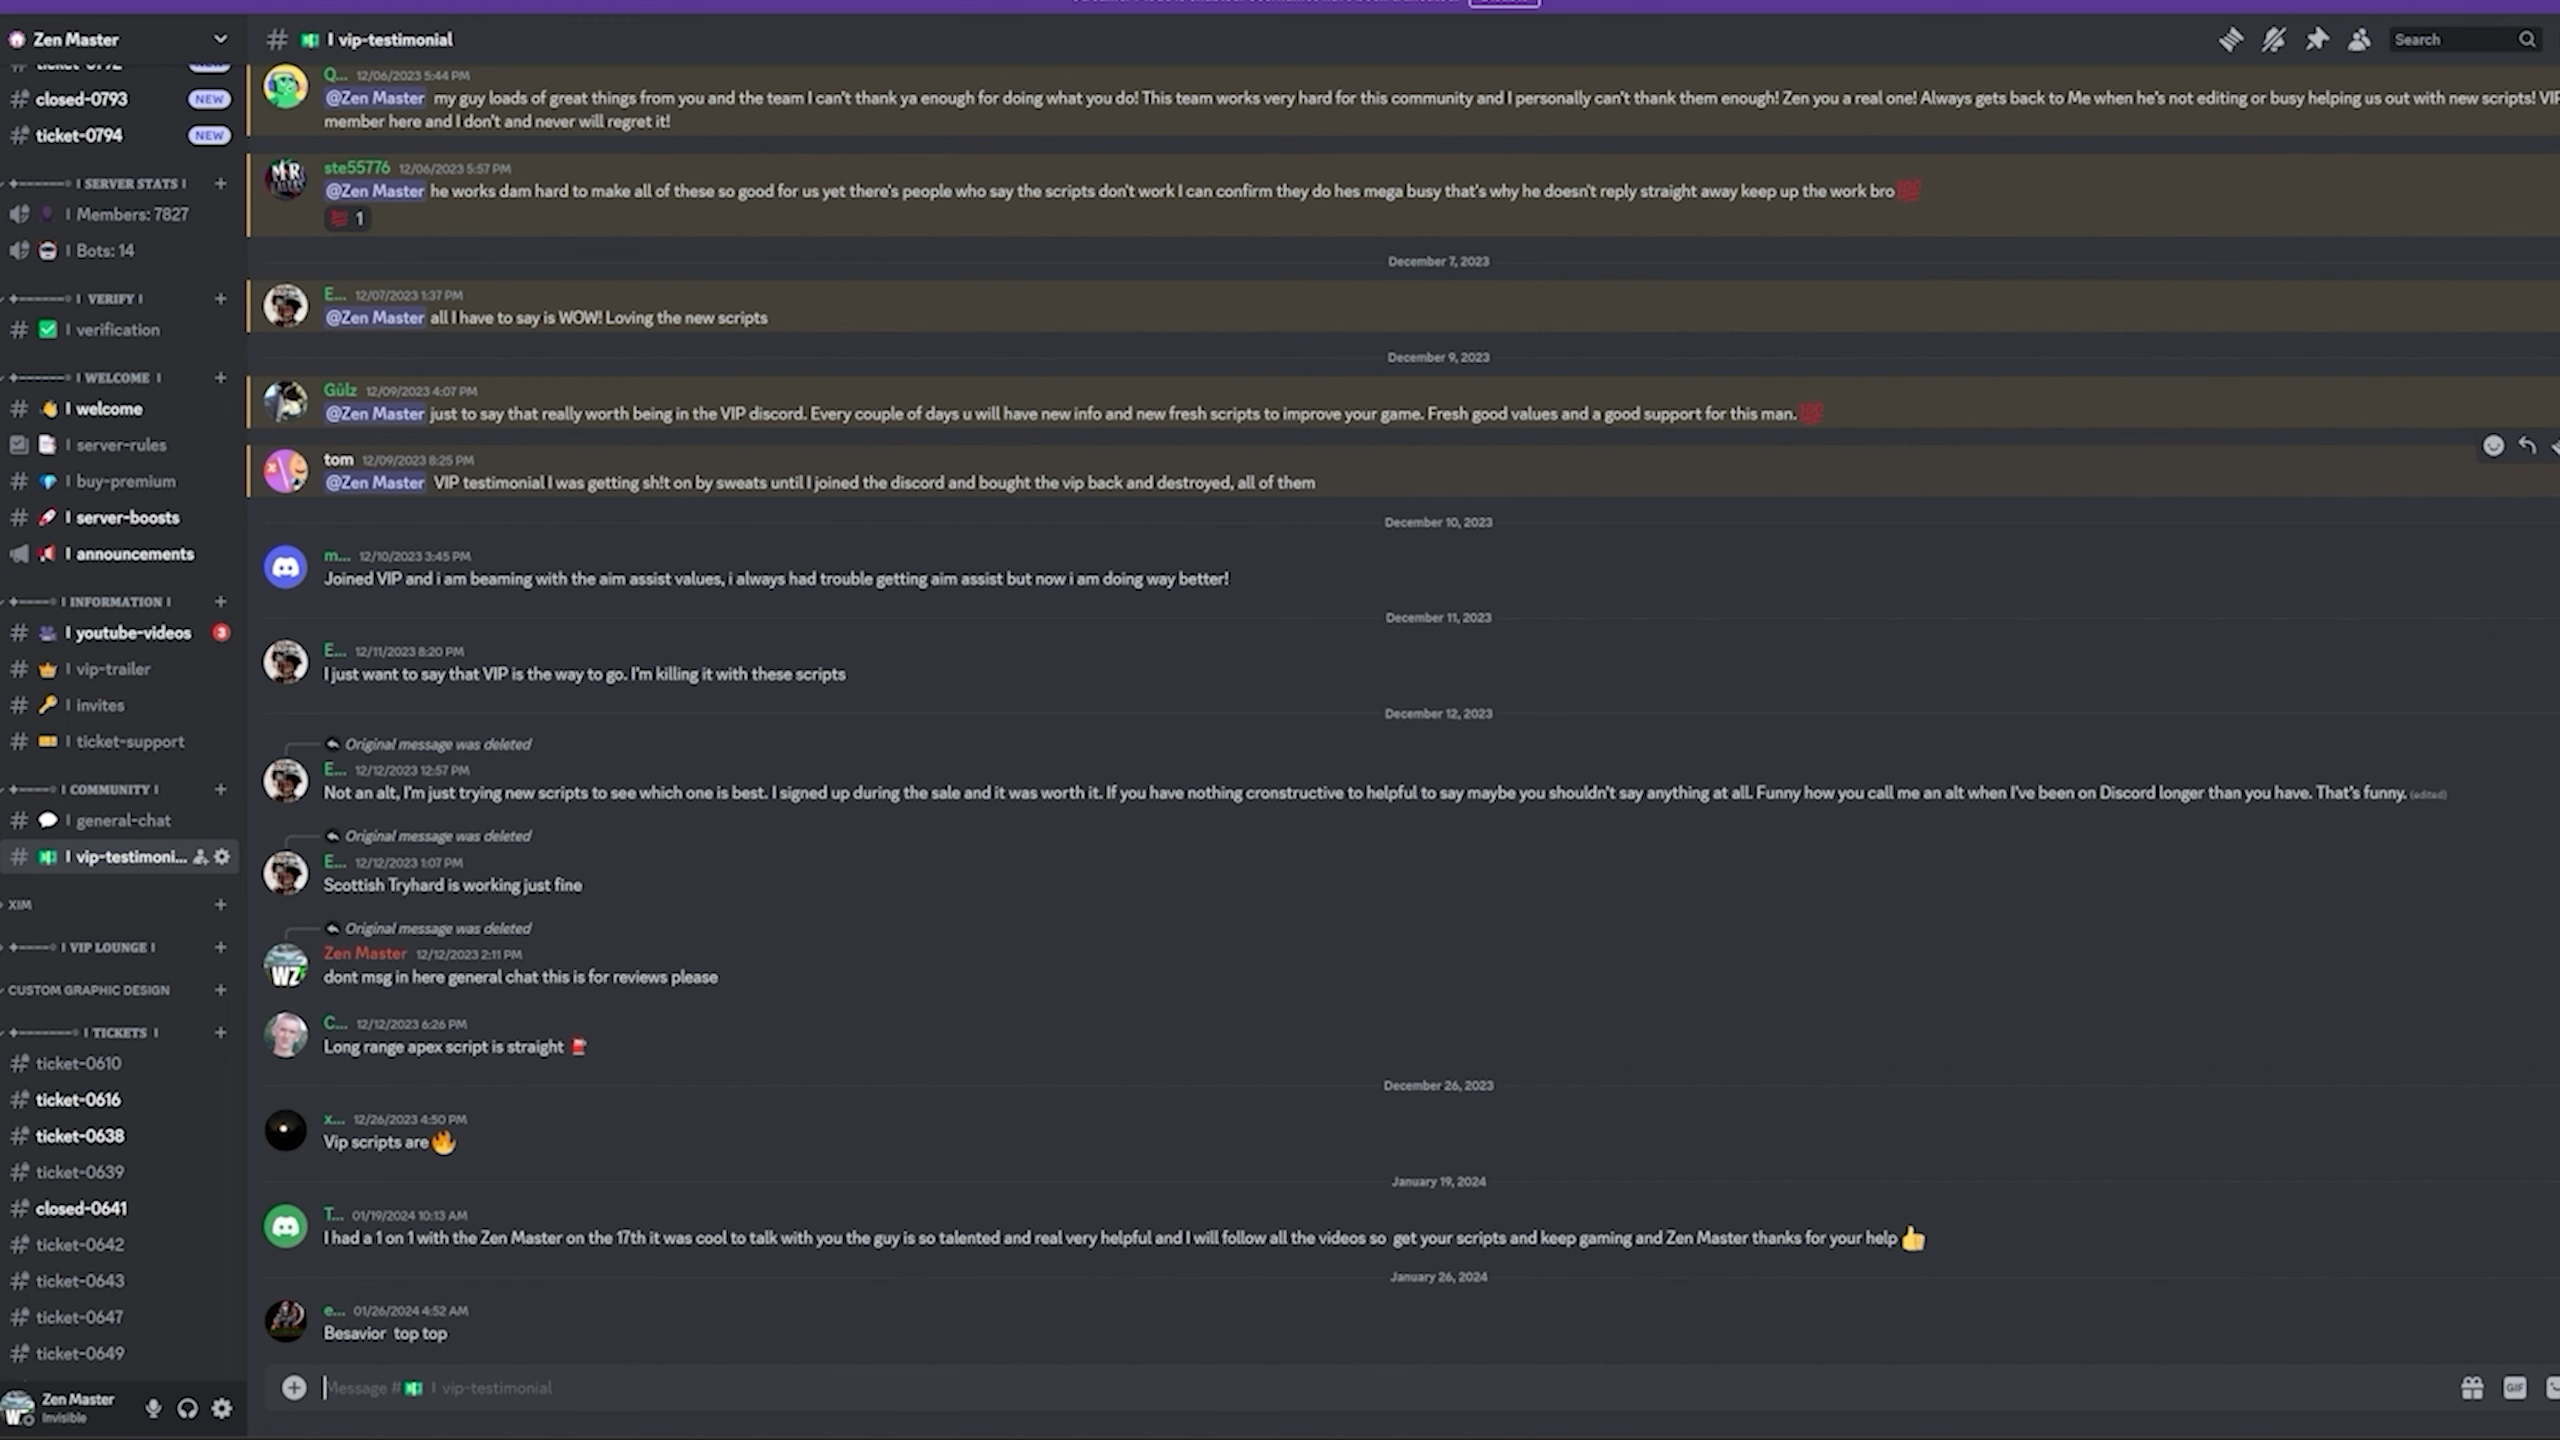 Zen Master
closed-0793 NEW
ticket-0794 NEW
I SERVER STATS I
I Members: 7827
I Bots: 14
I VERIFY I
I verification
I WELCOME I
I welcome
I server-rules
I buy-premium
I server-boosts
I announcements
I INFORMATION I
I youtube-videos 3
I vip-trailer
I invites
I ticket-support
I COMMUNITY I
I general-chat
I vip-testimoni...
XIM
I VIP LOUNGE I
CUSTOM GRAPHIC DESIGN
I TICKETS I
ticket-0610
ticket-0616
ticket-0638
ticket-0639
closed-0641
ticket-0642
ticket-0643
ticket-0647
ticket-0649
Zen Master
Invisible
# I vip-testimonial
Search
Q... 12/06/2023 5:44 PM
@Zen Master my guy loads of great things from you and the team I can't thank ya enough for doing what you do! This team works very hard for this community and I personally can't thank them enough! Zen you a real one! Always gets back to Me when he's not editing or busy helping us out with new scripts! VIP
member here and I don't and never will regret it!
ste55776 12/06/2023 5:57 PM
@Zen Master he works dam hard to make all of these so good for us yet there's people who say the scripts don't work I can confirm they do hes mega busy that's why he doesn't reply straight away keep up the work bro 💯
1
December 7, 2023
E... 12/07/2023 1:37 PM
@Zen Master all I have to say is WOW! Loving the new scripts
December 9, 2023
Gûlz 12/09/2023 4:07 PM
@Zen Master just to say that really worth being in the VIP discord. Every couple of days u will have new info and new fresh scripts to improve your game. Fresh good values and a good support for this man. 💯
tom 12/09/2023 8:25 PM
@Zen Master VIP testimonial I was getting sh!t on by sweats until I joined the discord and bought the vip back and destroyed, all of them
December 10, 2023
m... 12/10/2023 3:45 PM
Joined VIP and i am beaming with the aim assist values, i always had trouble getting aim assist but now i am doing way better!
December 11, 2023
E... 12/11/2023 8:20 PM
I just want to say that VIP is the way to go. I'm killing it with these scripts
December 12, 2023
Original message was deleted
E... 12/12/2023 12:57 PM
Not an alt, I'm just trying new scripts to see which one is best. I signed up during the sale and it was worth it. If you have nothing cronstructive to helpful to say maybe you shouldn't say anything at all. Funny how you call me an alt when I've been on Discord longer than you have. That's funny. (edited)
Original message was deleted
E... 12/12/2023 1:07 PM
Scottish Tryhard is working just fine
Original message was deleted
Zen Master 12/12/2023 2:11 PM
dont msg in here general chat this is for reviews please
C... 12/12/2023 6:26 PM
Long range apex script is straight
December 26, 2023
x... 12/26/2023 4:50 PM
Vip scripts are 🔥
January 19, 2024
T... 01/19/2024 10:13 AM
I had a 1 on 1 with the Zen Master on the 17th it was cool to talk with you the guy is so talented and real very helpful and I will follow all the videos so get your scripts and keep gaming and Zen Master thanks for your help 👍
January 26, 2024
e... 01/26/2024 4:52 AM
Besavior top top
Message # I vip-testimonial
GIF